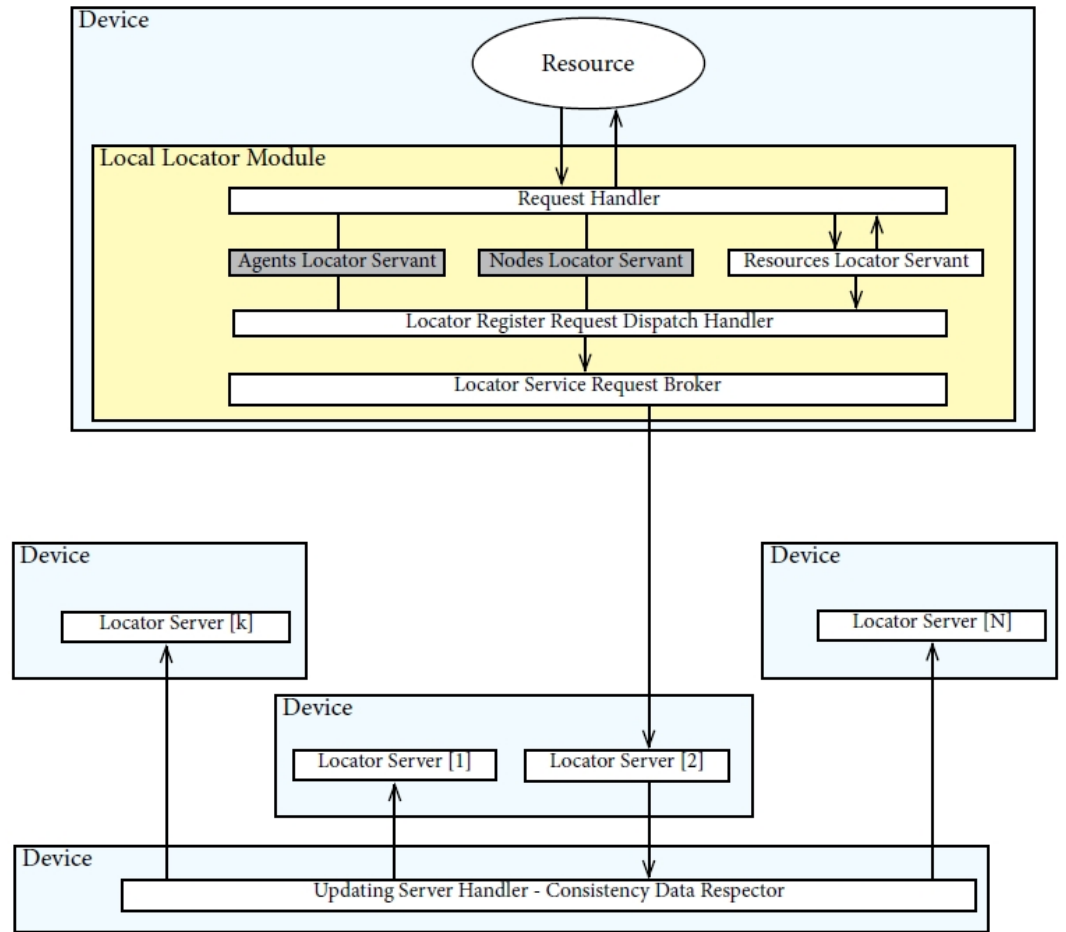 Device
Resource
Local Locator Module
Request Handler
Agents Locator Servant
Nodes Locator Servant
Resources Locator Servant
Locator Register Request Dispatch Handler
Locator Service Request Broker
Device
Locator Server [k]
Device
Locator Server [N]
Device
Locator Server [1]
Locator Server [2]
Device
Updating Server Handler - Consistency Data Respector